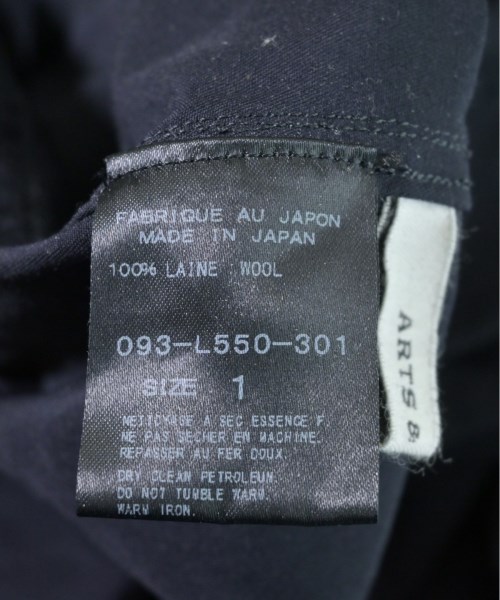 FABRIQUE AU JAPON
MADE IN JAPAN
100% LAINE WOOL
093-L550-301
SIZE 1
NETTOYAGE A SEC ESSENCE F.
NE PAS SECHER EN MACHINE.
REPASSER AU FER DOUX.
DRY CLEAN PETROLEUM.
DO NOT TUMBLE WARM.
WARM IRON.
ARTS &